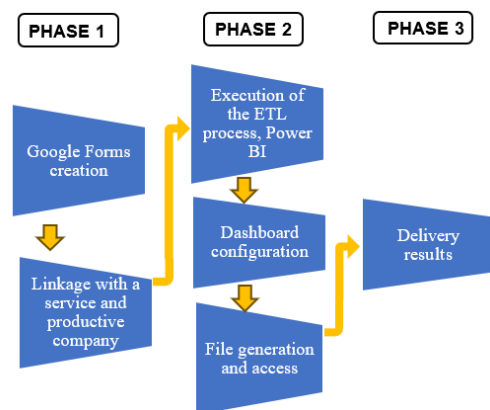 PHASE 1
PHASE 2
PHASE 3
Google Forms
creation
Linkage with a
service and
productive
company
Execution of
the ETL
process, Power
BI
Dashboard
configuration
File generation
and access
Delivery
results